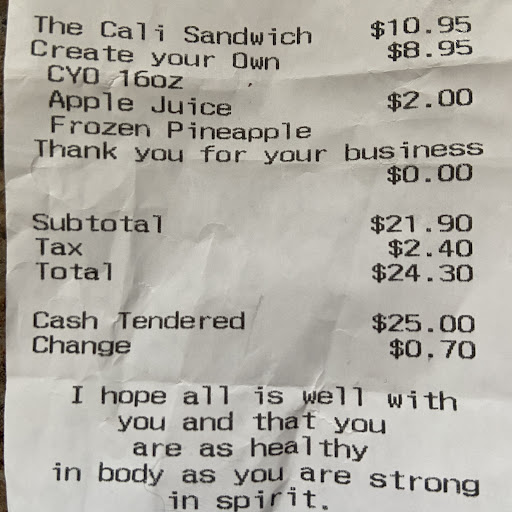 The Cali Sandwich $10.95
Create your Own $8.95
CYO 16oz
Apple Juice $2.00
Frozen Pineapple
Thank you for your business
$0.00
Subtotal $21.90
Tax $2.40
Total $24.30
Cash Tendered $25.00
Change $0.70
I hope all is well with
you and that you
are as healthy
in body as you are strong
in spirit.